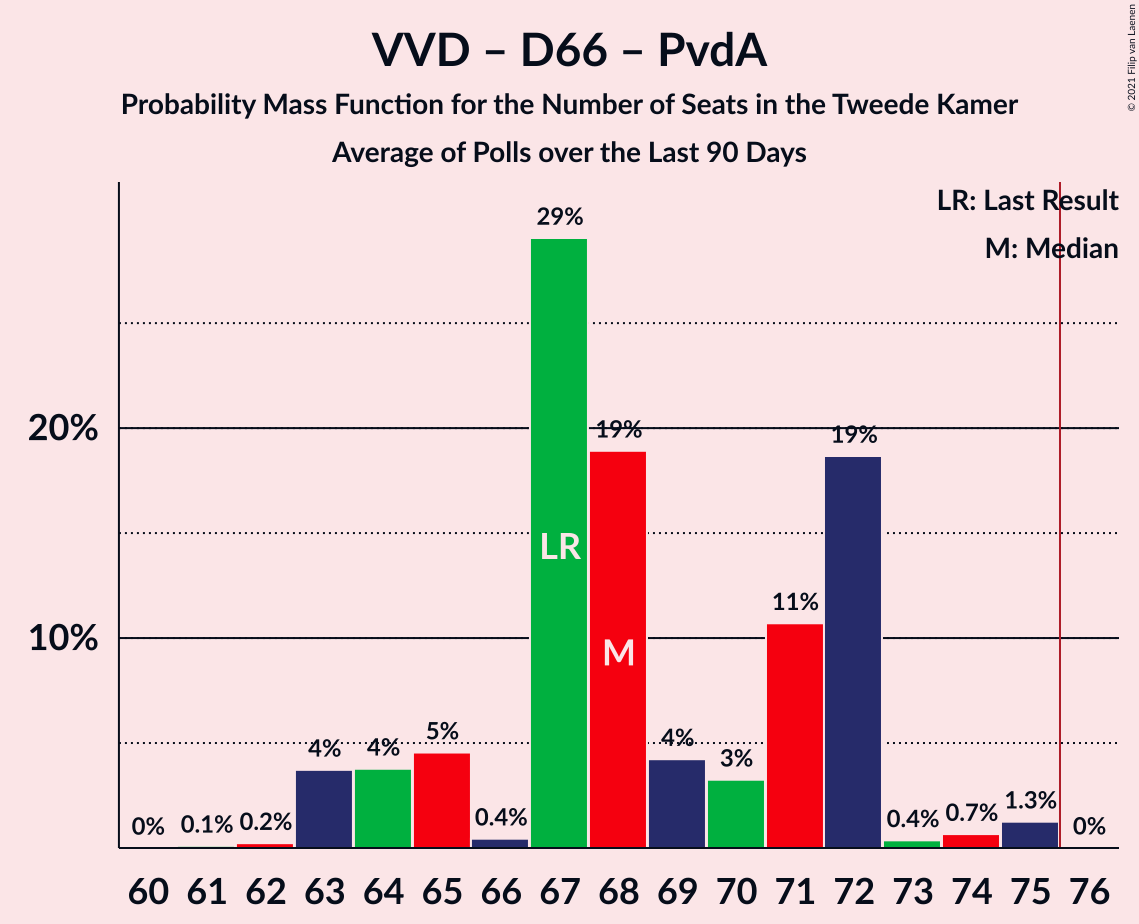 VVD – D66 – PvdA
Probability Mass Function for the Number of Seats in the Tweede Kamer
Average of Polls over the Last 90 Days
© 2021 Filip van Laenen
LR: Last Result
M: Median
20%
10%
0% 0.1% 0.2% 4% 4% 5% 0.4% 29% 19% 4% 3% 11% 19% 0.4% 0.7% 1.3% 0%
LR
M
60 61 62 63 64 65 66 67 68 69 70 71 72 73 74 75 76